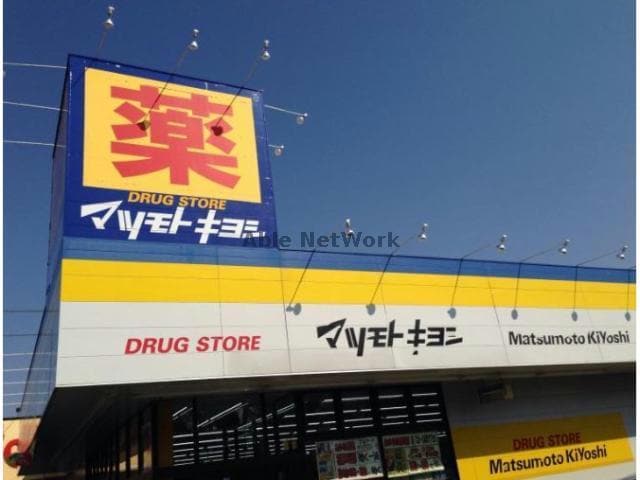 薬
DRUG STORE
マツモトキヨシ
Able NetWork
DRUG STORE
マツモトキヨシ
Matsumoto KiYoshi
DRUG STORE
Matsumoto KiYoshi